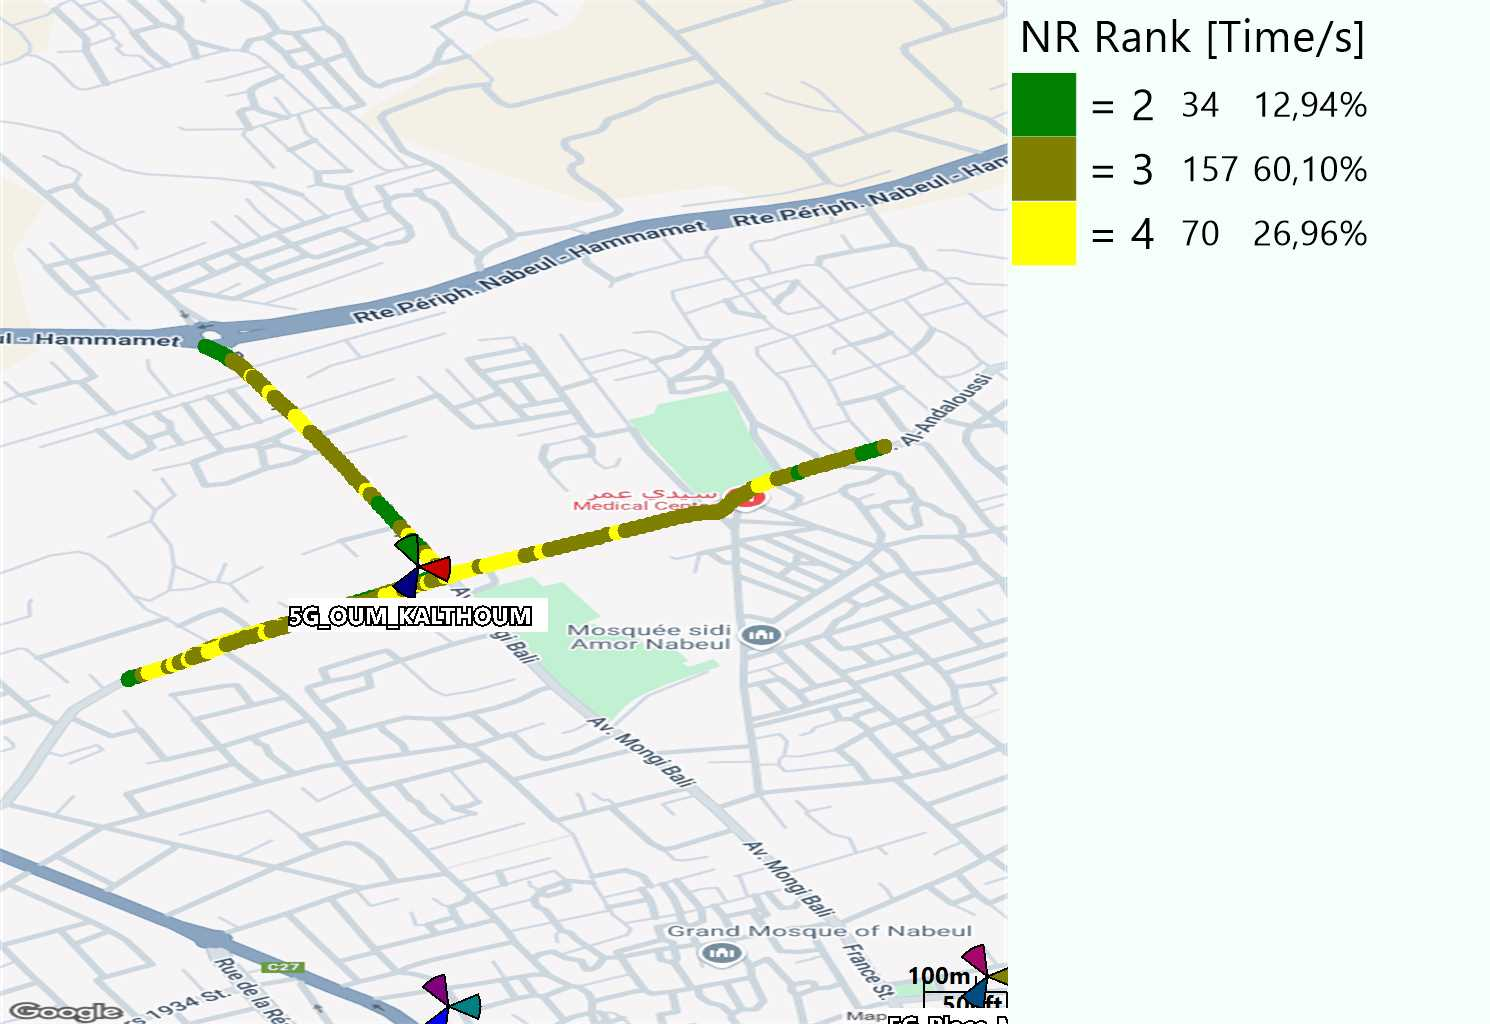 NR Rank [Time/s]
= 2 34 12,94%
= 3 157 60,10%
= 4 70 26,96%
Rte Périph. Nabeul - Ham
Rte Périph. Nabeul - Hammamet
ul - Hammamet
Al-Andaloussi
سيدي عمر
Medical Cent
5G_OUM_KALTHOUM
Mosquée sidi
Amor Nabeul
Av.
gi Bali
Av. Mongi Bali
Av. Mongi Bali
Grand Mosque of Nabeul
France St.
C27
Rue de la Ré
1934 St.
100m
Google
Map